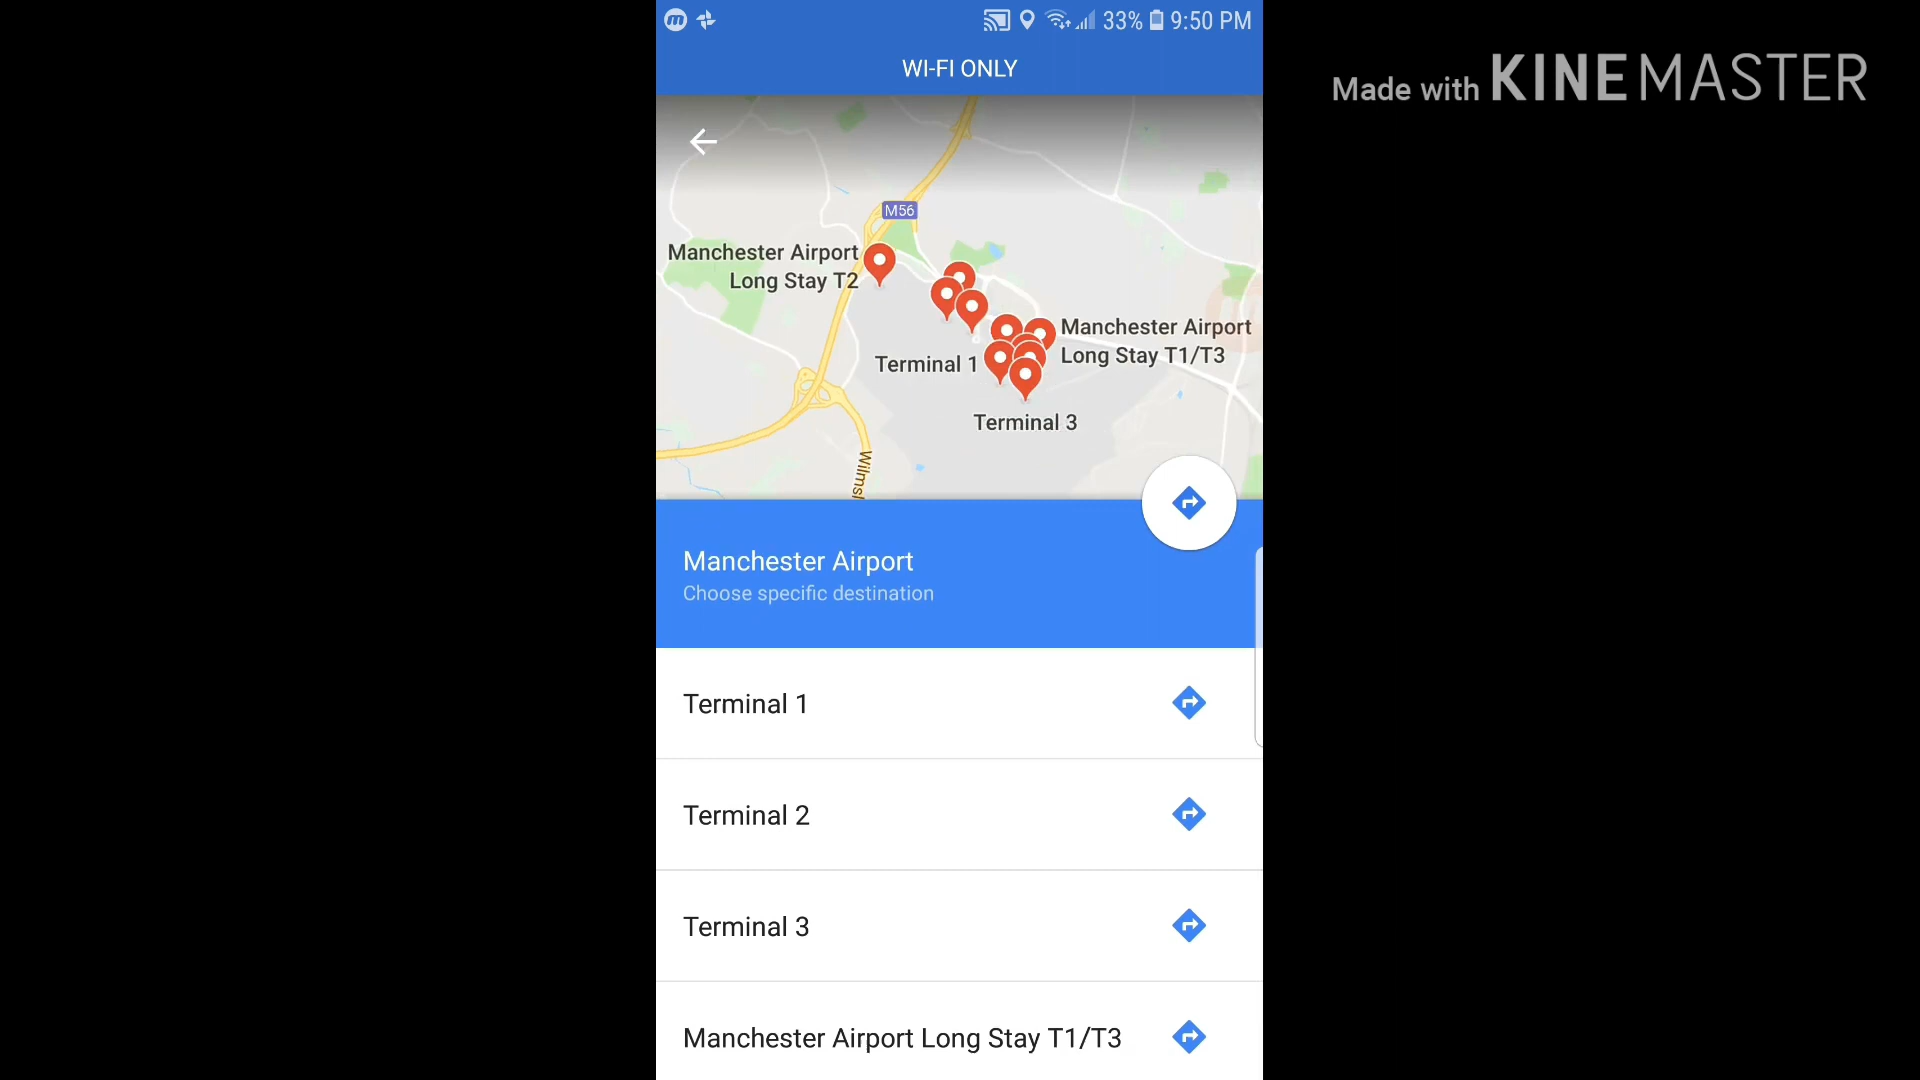 33% 9:50 PM
WI-FI ONLY
Made with KINEMASTER
M56
Manchester Airport
Long Stay T2
Manchester Airport
Long Stay T1/T3
Terminal 1
Terminal 3
Wilmsl
Manchester Airport
Choose specific destination
Terminal 1
Terminal 2
Terminal 3
Manchester Airport Long Stay T1/T3